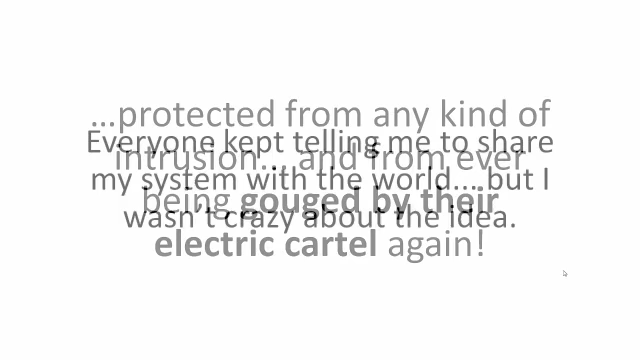 ...protected from any kind of
intrusion... and from ever
being gouged by their
electric cartel again!
Everyone kept telling me to share
my system with the world... but I
wasn't crazy about the idea.